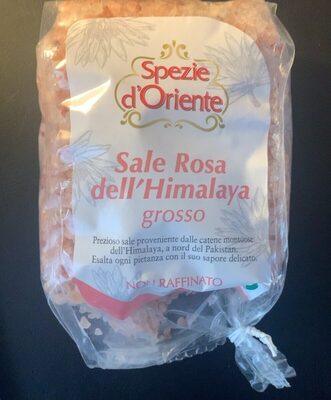 Spezie
d'Oriente
Sale Rosa
dell'Himalaya
grosso
Prezioso sale proveniente dalle catene montuose
dell'Himalaya, a nord del Pakistan.
Esalta ogni pietanza con il suo sapore delicato.
NON RAFFINATO